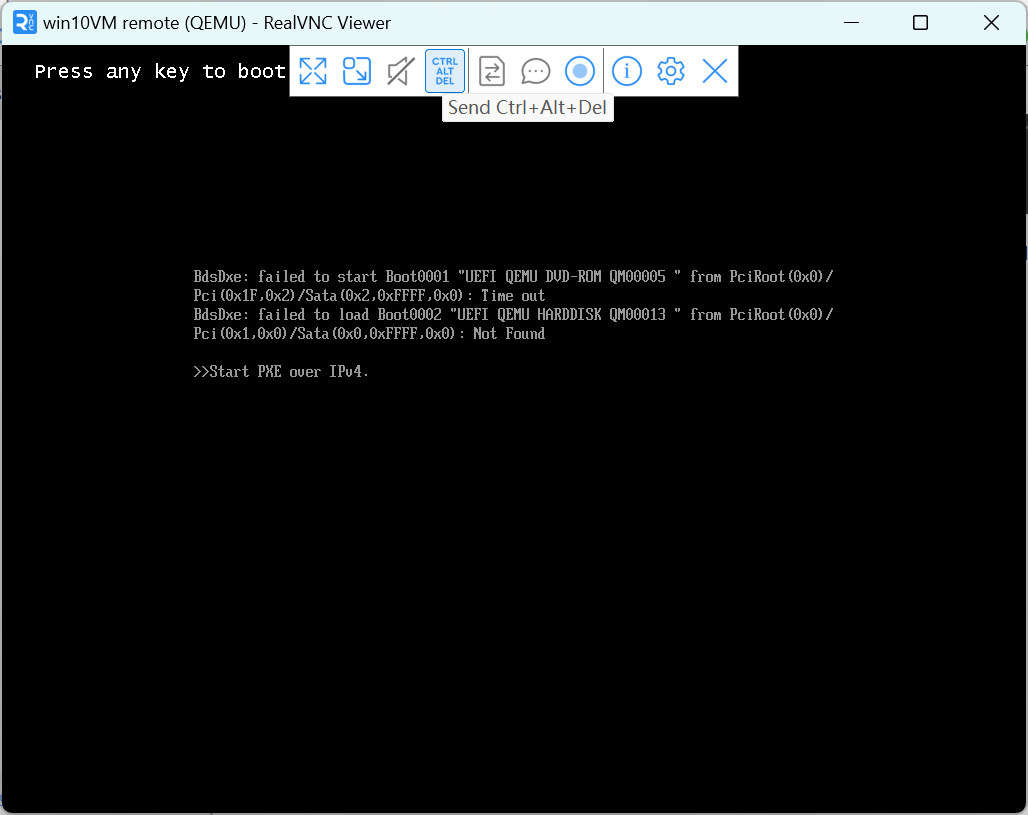 win10VM remote (QEMU) - RealVNC Viewer
Press any key to boot
CTRL
ALT
DEL
Send Ctrl+Alt+Del
BdsDxe: failed to start Boot0001 "UEFI QEMU DVD-ROM QM00005 " from PciRoot(0x0)/
Pci(0x1F,0x2)/Sata(0x2,0xFFFF,0x0): Time out
BdsDxe: failed to load Boot0002 "UEFI QEMU HARDDISK QM00013 " from PciRoot(0x0)/
Pci(0x1,0x0)/Sata(0x0,0xFFFF,0x0): Not Found
>>Start PXE over IPv4.